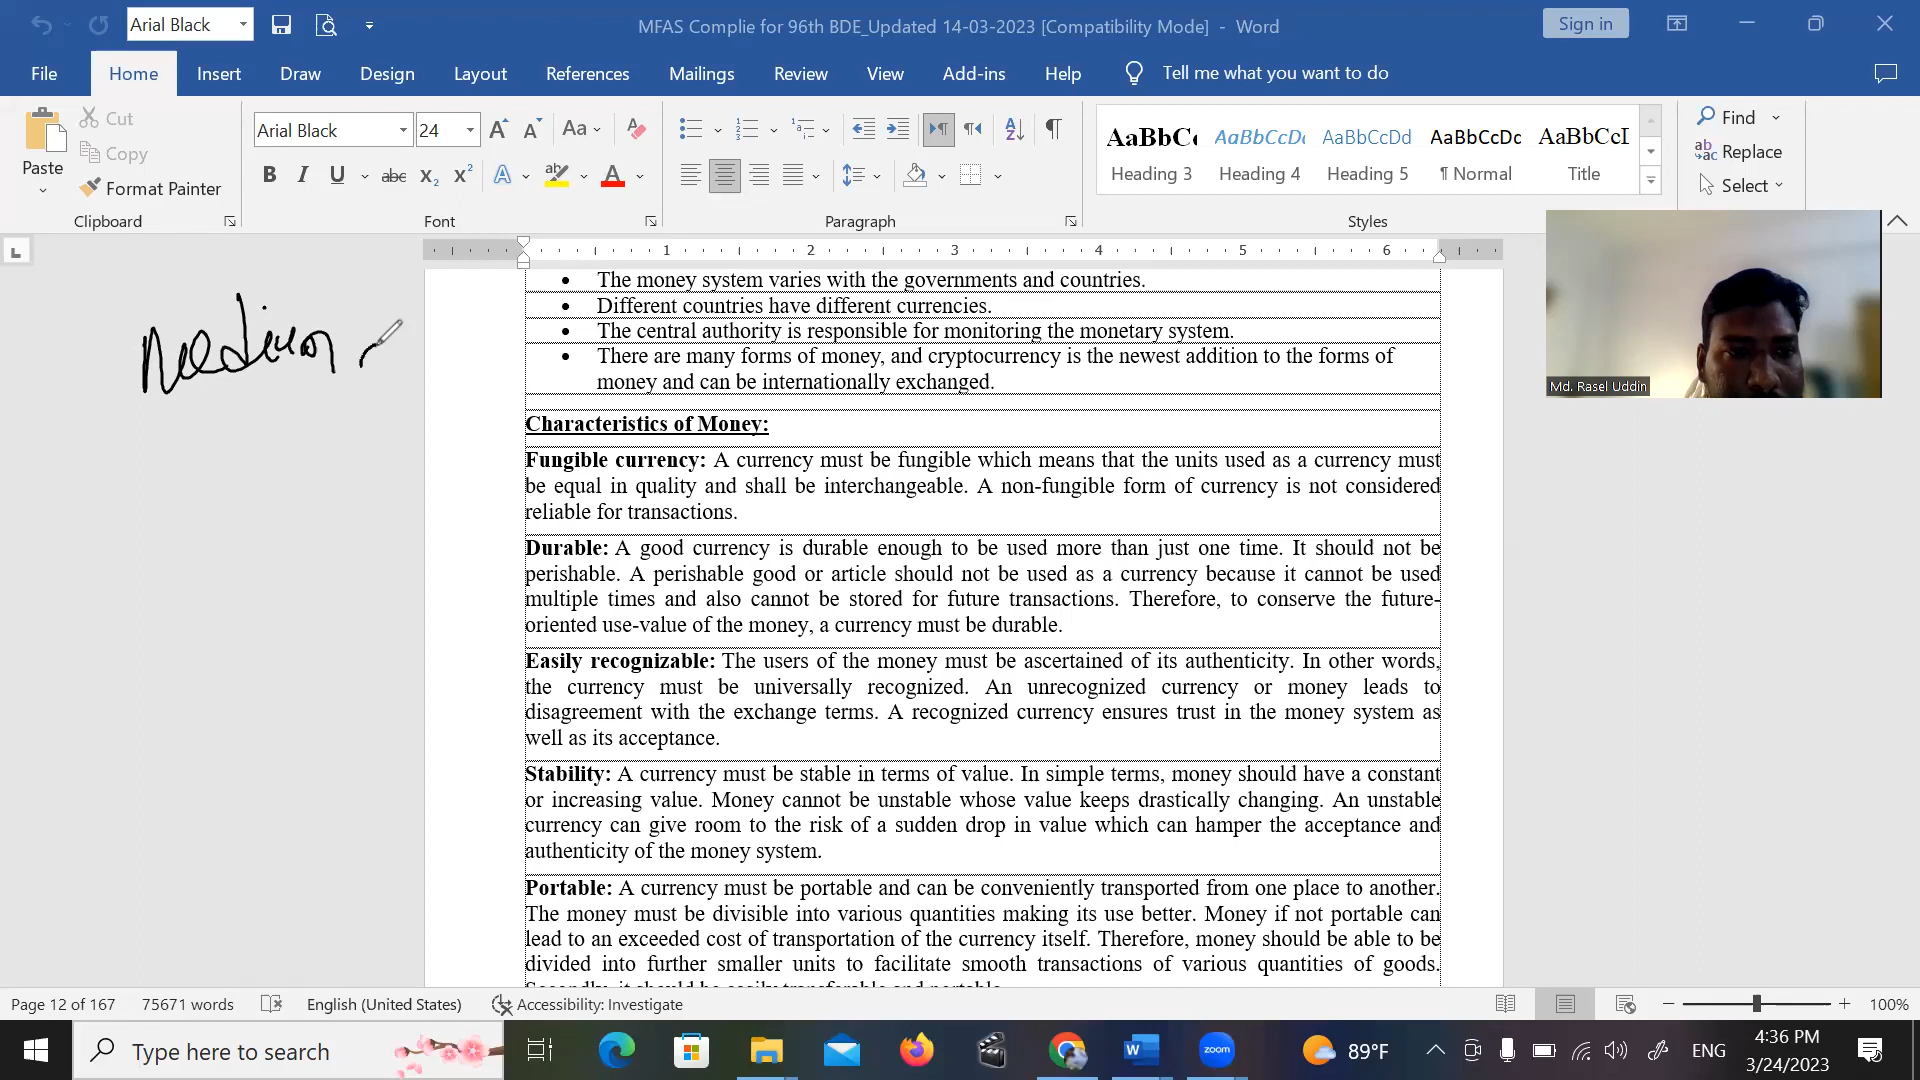 Arial Black
MFAS Complie for 96th BDE_Updated 14-03-2023 [Compatibility Mode] - Word
Sign in
File Home Insert Draw Design Layout References Mailings Review View Add-ins Help Tell me what you want to do
Paste
Cut
Copy
Format Painter
Clipboard
Arial Black 24
Font
Paragraph
AaBbCc AaBbCcDc AaBbCcDd AaBbCcDc AaBbCcI
Heading 3 Heading 4 Heading 5 ¶ Normal Title
Styles
Find
Replace
Select
1 2 3 4 5 6
Medium
Md. Rasel Uddin
• The money system varies with the governments and countries.
• Different countries have different currencies.
• The central authority is responsible for monitoring the monetary system.
• There are many forms of money, and cryptocurrency is the newest addition to the forms of
money and can be internationally exchanged.
Characteristics of Money:
Fungible currency: A currency must be fungible which means that the units used as a currency must
be equal in quality and shall be interchangeable. A non-fungible form of currency is not considered
reliable for transactions.
Durable: A good currency is durable enough to be used more than just one time. It should not be
perishable. A perishable good or article should not be used as a currency because it cannot be used
multiple times and also cannot be stored for future transactions. Therefore, to conserve the future-
oriented use-value of the money, a currency must be durable.
Easily recognizable: The users of the money must be ascertained of its authenticity. In other words,
the currency must be universally recognized. An unrecognized currency or money leads to
disagreement with the exchange terms. A recognized currency ensures trust in the money system as
well as its acceptance.
Stability: A currency must be stable in terms of value. In simple terms, money should have a constant
or increasing value. Money cannot be unstable whose value keeps drastically changing. An unstable
currency can give room to the risk of a sudden drop in value which can hamper the acceptance and
authenticity of the money system.
Portable: A currency must be portable and can be conveniently transported from one place to another.
The money must be divisible into various quantities making its use better. Money if not portable can
lead to an exceeded cost of transportation of the currency itself. Therefore, money should be able to be
divided into further smaller units to facilitate smooth transactions of various quantities of goods.
Secondly, it should be easily transferable and portable.
Page 12 of 167 75671 words English (United States) Accessibility: Investigate 100%
Type here to search
zoom
89°F
ENG
4:36 PM
3/24/2023